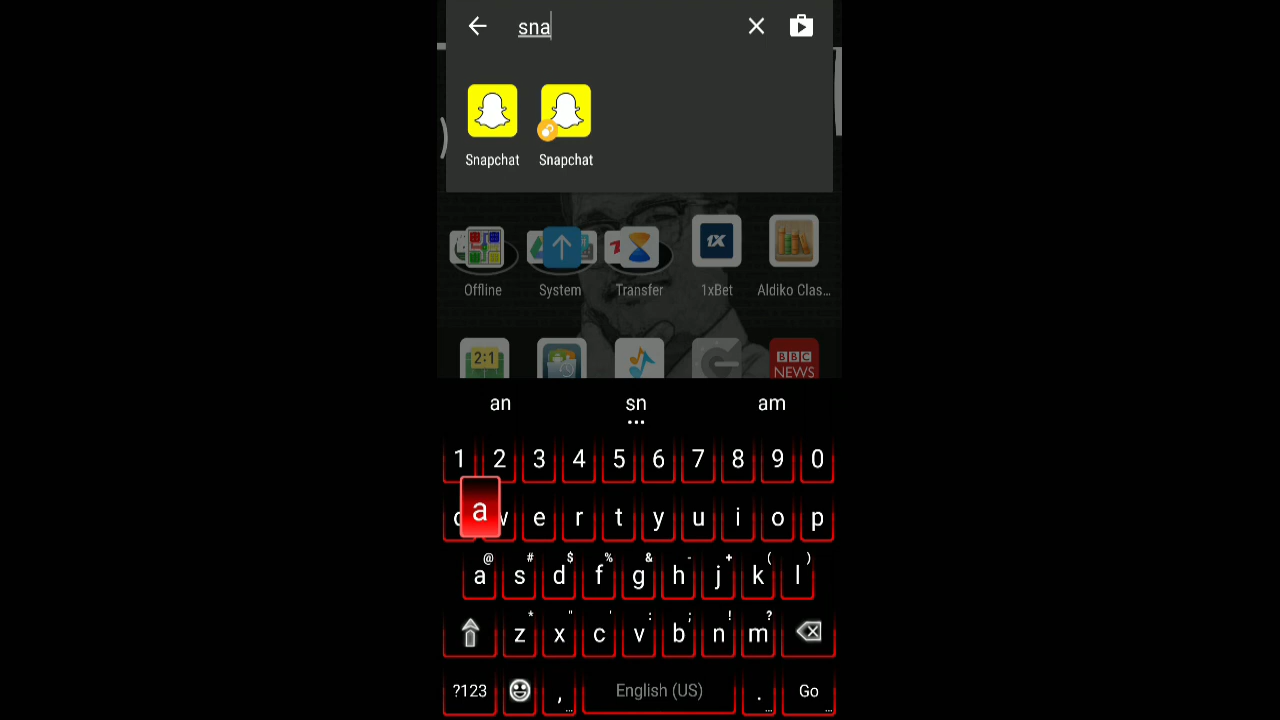 sna
Snapchat Snapchat
1X
Offline System Transfer 1xBet Aldiko Clas...
2:1 BBC
NEWS
an sn am
1 2 3 4 5 6 7 8 9 0
a e r t y u i o p
@ # $ % & - + ( )
a s d f g h j k l
* " ' : ; ! ?
z x c v b n m
?123 , English (US) . Go